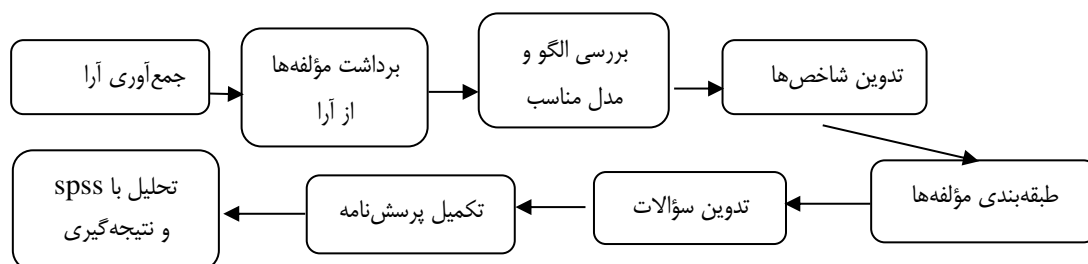 جمع‌آوری آرا
برداشت مؤلفه‌ها
از آرا
بررسی الگو و
مدل مناسب
تدوین شاخص‌ها
طبقه‌بندی مؤلفه‌ها
تدوین سؤالات
تکمیل پرسش‌نامه
تحلیل با spss
و نتیجه‌گیری